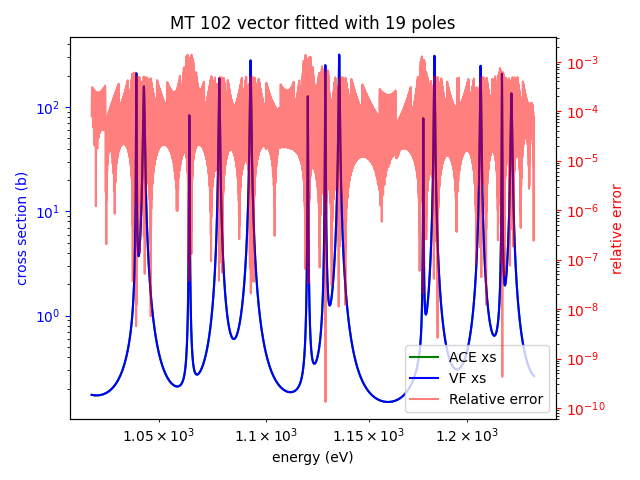 MT 102 vector fitted with 19 poles
cross section (b)
10²
10¹
10⁰
10⁻³
10⁻⁴
10⁻⁵
10⁻⁶
10⁻⁷
10⁻⁸
10⁻⁹
10⁻¹⁰
relative error
ACE xs
VF xs
Relative error
1.05×10³ 1.1×10³ 1.15×10³ 1.2×10³
energy (eV)